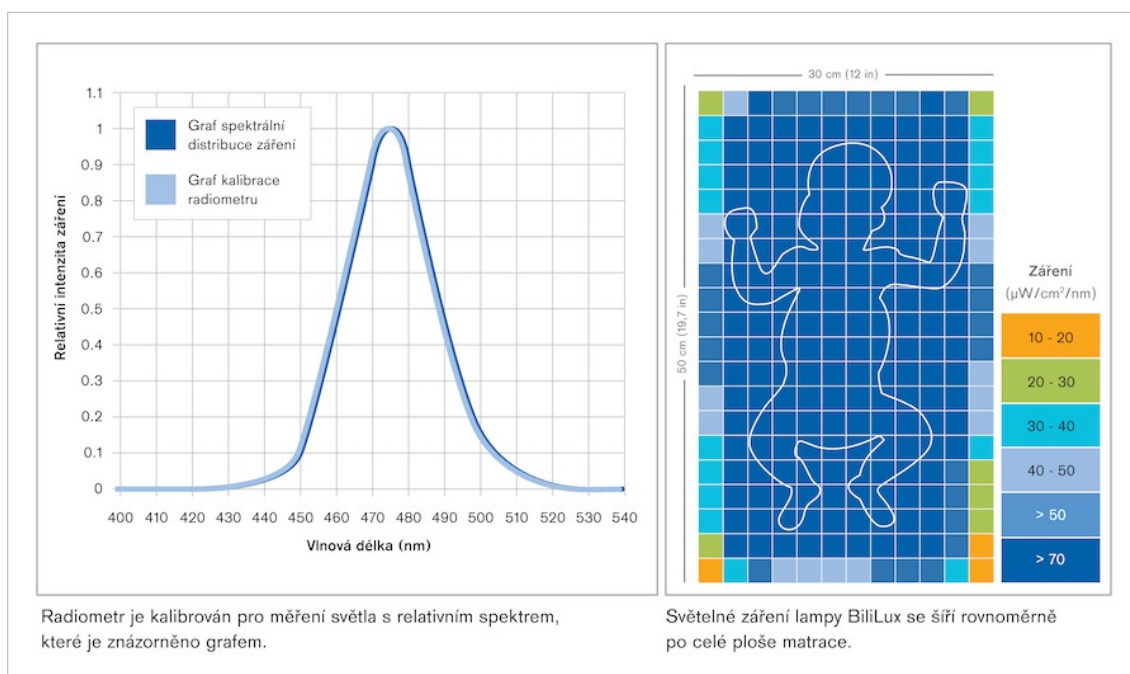 1.1
1
0.9
0.8
0.7
0.6
0.5
0.4
0.3
0.2
0.1
0
Relativní intenzita záření
Graf spektrální
distribuce záření
Graf kalibrace
radiometru
400 410 420 430 440 450 460 470 480 490 500 510 520 530 540
Vlnová délka (nm)
Radiometr je kalibrován pro měření světla s relativním spektrem,
které je znázorněno grafem.
30 cm (12 in)
50 cm (19,7 in)
Záření
(µW/cm²/nm)
10 - 20
20 - 30
30 - 40
40 - 50
> 50
> 70
Světelné záření lampy BiliLux se šíří rovnoměrně
po celé ploše matrace.